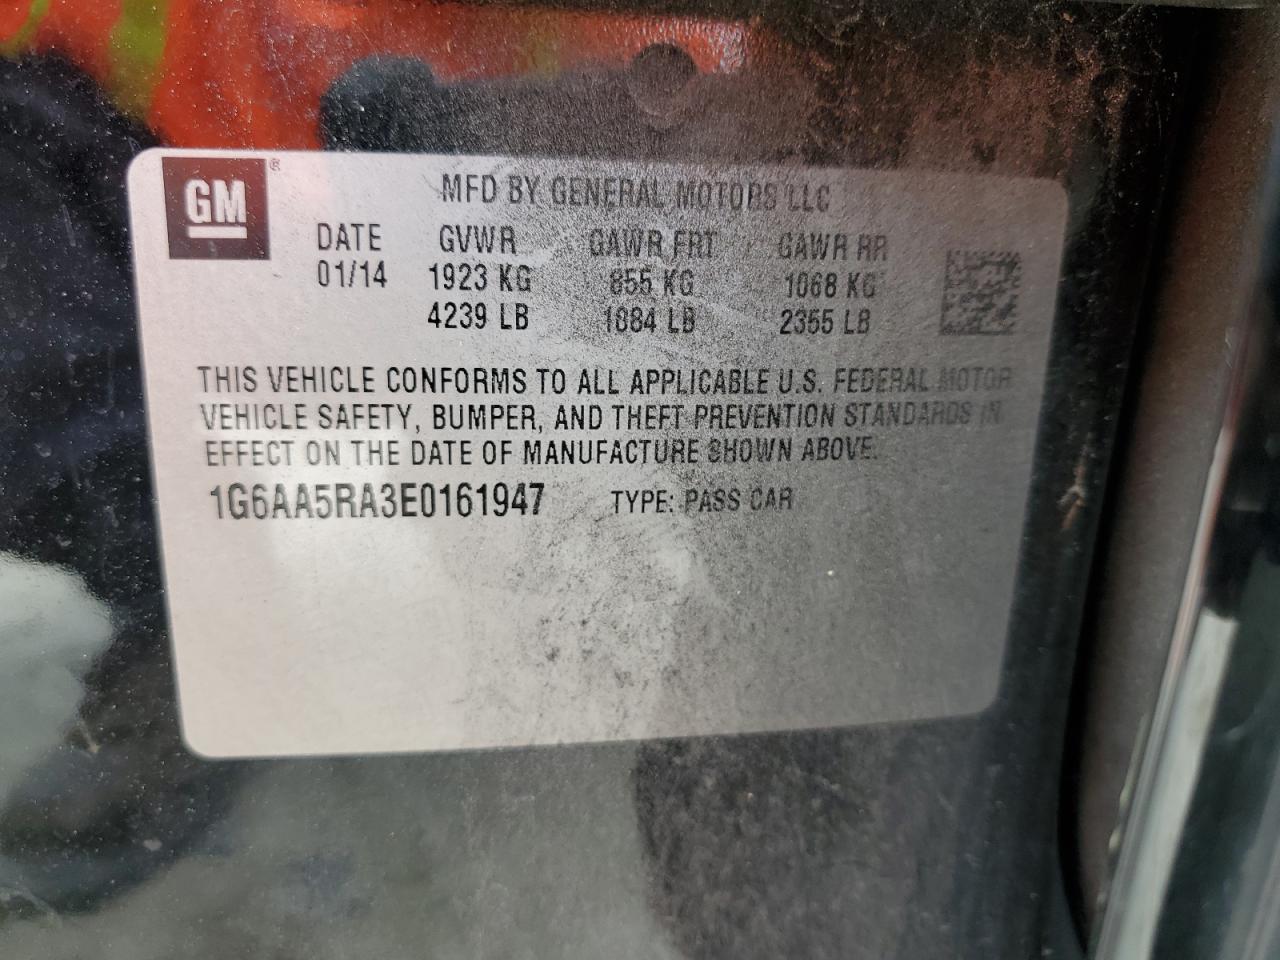 GM ®
MFD BY GENERAL MOTORS LLC
DATE GVWR GAWR FRT GAWR RR
01/14 1923 KG 855 KG 1068 KG
4239 LB 1884 LB 2355 LB
THIS VEHICLE CONFORMS TO ALL APPLICABLE U.S. FEDERAL MOTOR
VEHICLE SAFETY, BUMPER, AND THEFT PREVENTION STANDARDS IN
EFFECT ON THE DATE OF MANUFACTURE SHOWN ABOVE.
1G6AA5RA3E0161947 TYPE: PASS CAR